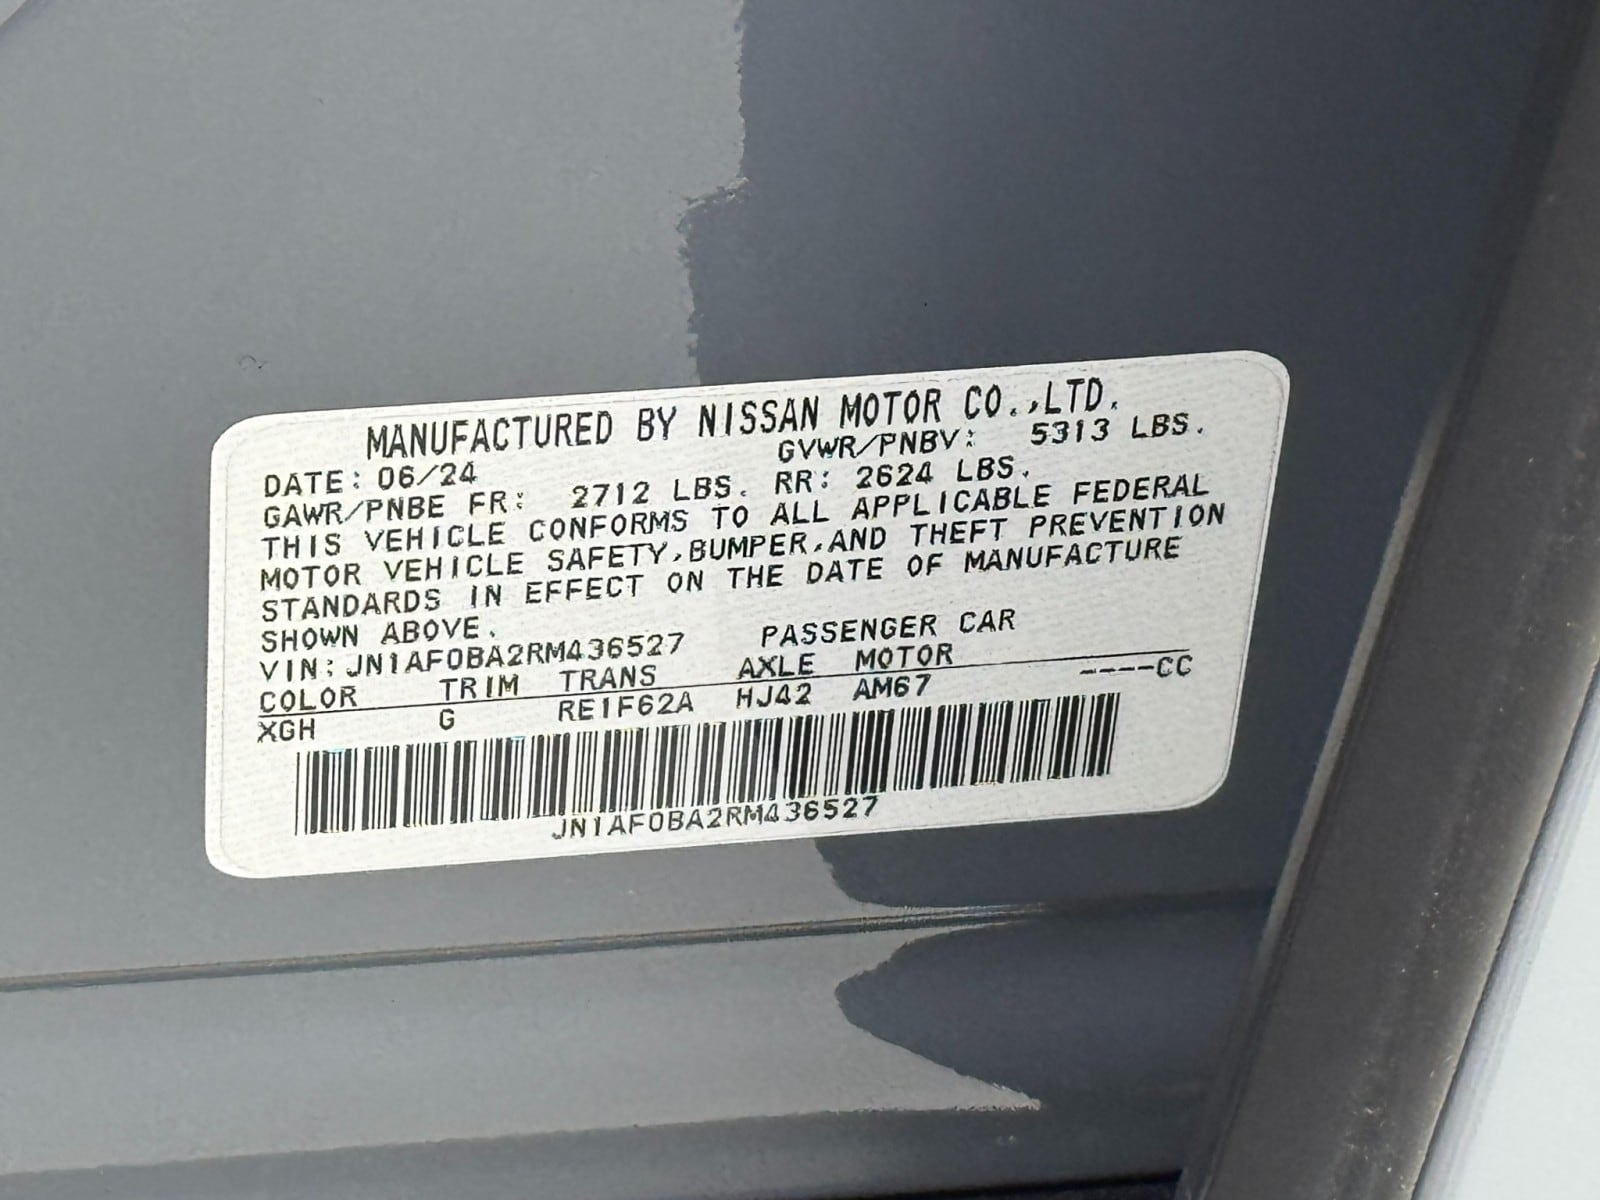 MANUFACTURED BY NISSAN MOTOR CO.,LTD.
DATE: 06/24 GVWR/PNBV: 5313 LBS.
GAWR/PNBE FR: 2712 LBS. RR: 2624 LBS.
THIS VEHICLE CONFORMS TO ALL APPLICABLE FEDERAL
MOTOR VEHICLE SAFETY,BUMPER,AND THEFT PREVENTION
STANDARDS IN EFFECT ON THE DATE OF MANUFACTURE
SHOWN ABOVE.
VIN:JN1AF0BA2RM436527 PASSENGER CAR
COLOR TRIM TRANS AXLE MOTOR
XGH G RE1F62A HJ42 AM67 ----CC
JN1AF0BA2RM436527